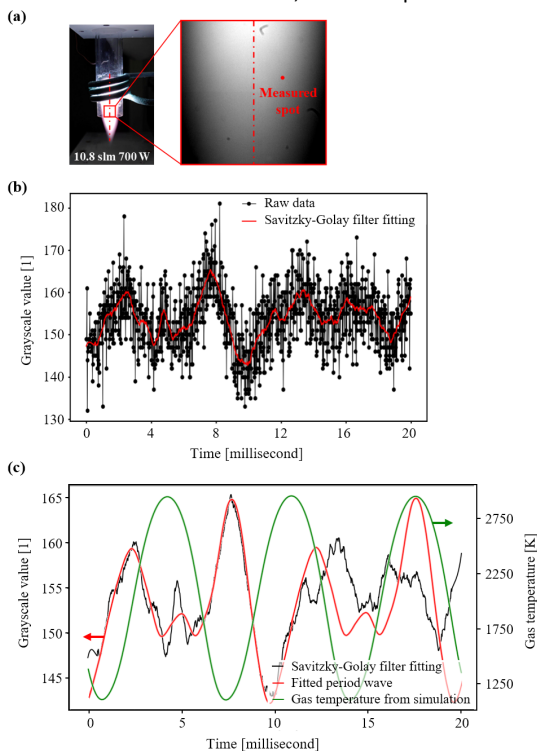 (a)
Measured
spot
10.8 slm 700 W
(b)
Grayscale value [1]
180
170
160
150
140
130
Raw data
Savitzky-Golay filter fitting
0 4 8 12 16 20
Time [millisecond]
(c)
Grayscale value [1]
165
160
155
150
145
2750
2250
1750
1250
Gas temperature [K]
Savitzky-Golay filter fitting
Fitted period wave
Gas temperature from simulation
0 5 10 15 20
Time [millisecond]